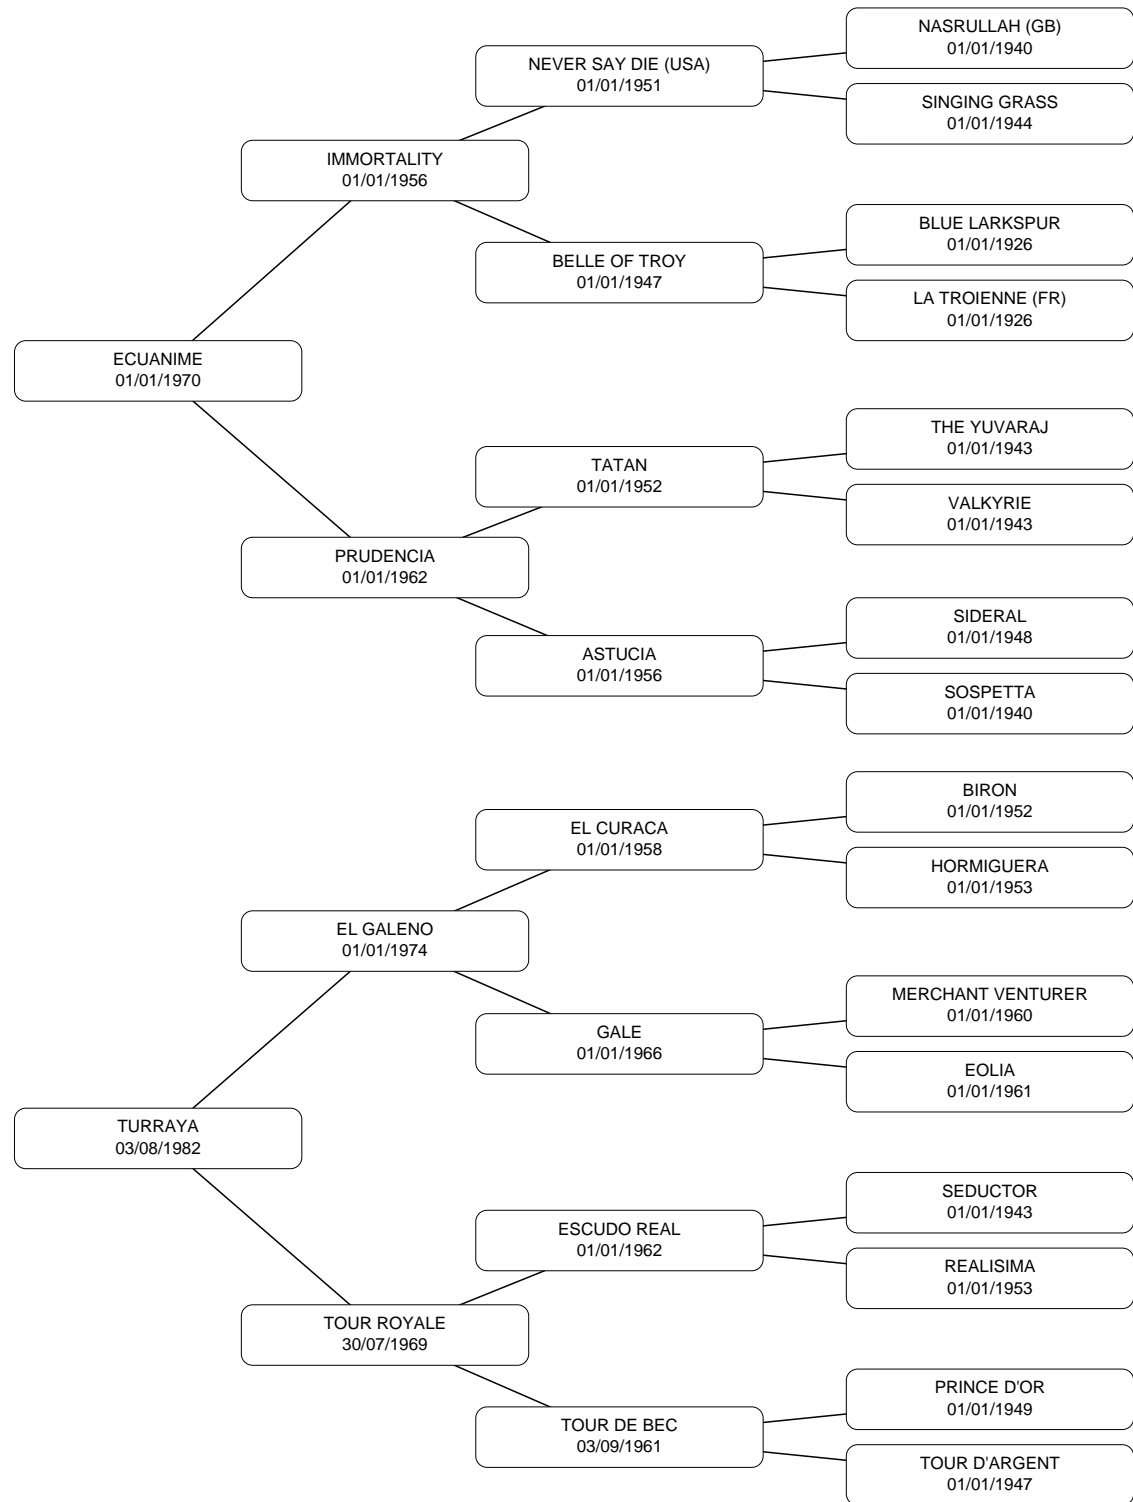 NASRULLAH (GB)
01/01/1940
NEVER SAY DIE (USA)
01/01/1951
SINGING GRASS
01/01/1944
IMMORTALITY
01/01/1956
BLUE LARKSPUR
01/01/1926
BELLE OF TROY
01/01/1947
LA TROIENNE (FR)
01/01/1926
ECUANIME
01/01/1970
THE YUVARAJ
01/01/1943
TATAN
01/01/1952
VALKYRIE
01/01/1943
PRUDENCIA
01/01/1962
SIDERAL
01/01/1948
ASTUCIA
01/01/1956
SOSPETTA
01/01/1940
BIRON
01/01/1952
EL CURACA
01/01/1958
HORMIGUERA
01/01/1953
EL GALENO
01/01/1974
MERCHANT VENTURER
01/01/1960
GALE
01/01/1966
EOLIA
01/01/1961
TURRAYA
03/08/1982
SEDUCTOR
01/01/1943
ESCUDO REAL
01/01/1962
REALISIMA
01/01/1953
TOUR ROYALE
30/07/1969
PRINCE D'OR
01/01/1949
TOUR DE BEC
03/09/1961
TOUR D'ARGENT
01/01/1947